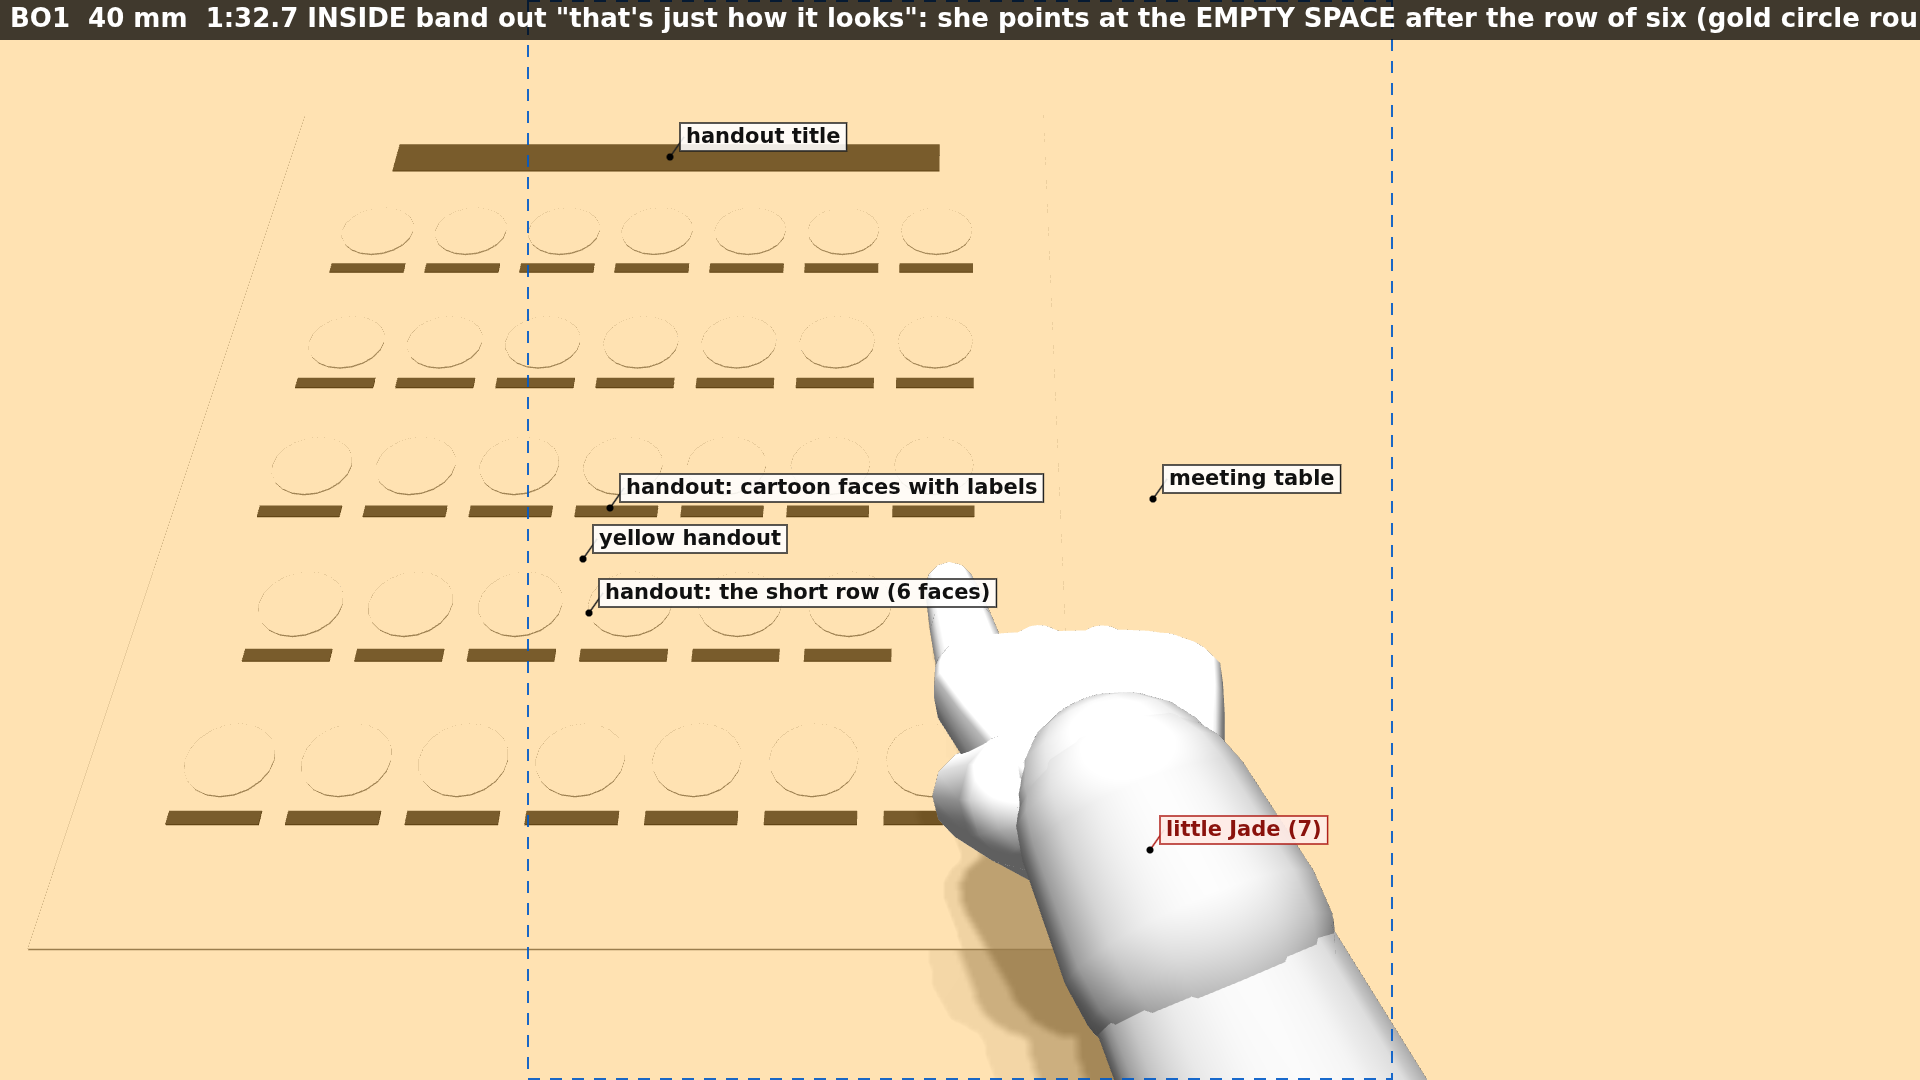 BO1 40 mm 1:32.7 INSIDE band out "that's just how it looks": she points at the EMPTY SPACE after the row of six (gold circle
handout title
handout: cartoon faces with labels
meeting table
yellow handout
handout: the short row (6 faces)
little Jade (7)